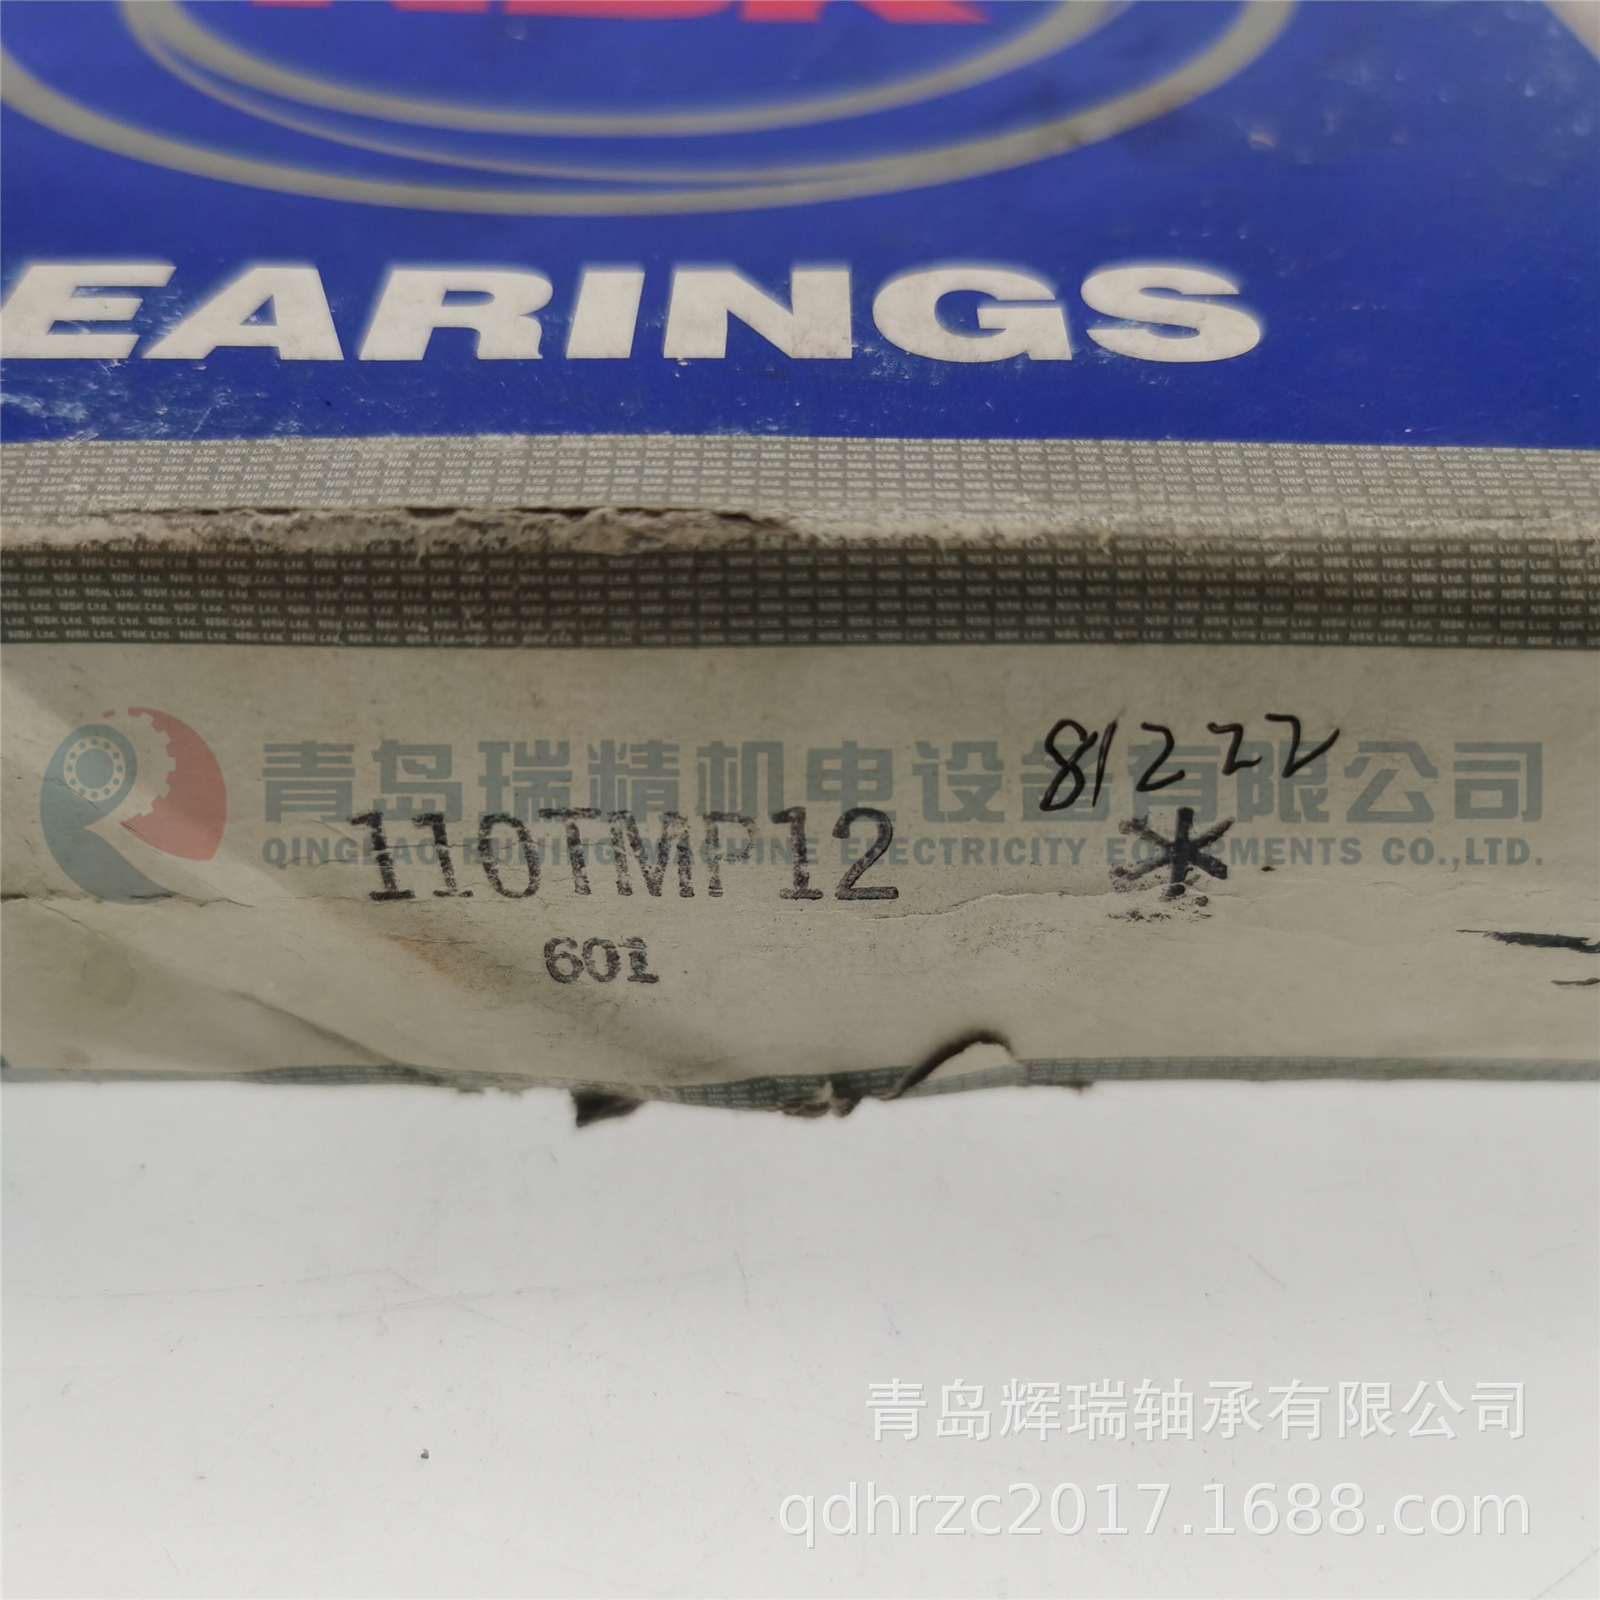 NSK
EARINGS
81222
青岛瑞精机电设备有限公司
110TMP12 *
QINGDAO RUIJING MACHINE ELECTRICITY EQUIPMENTS CO.,LTD.
601
青岛辉瑞轴承有限公司
qdhrzc2017.1688.com